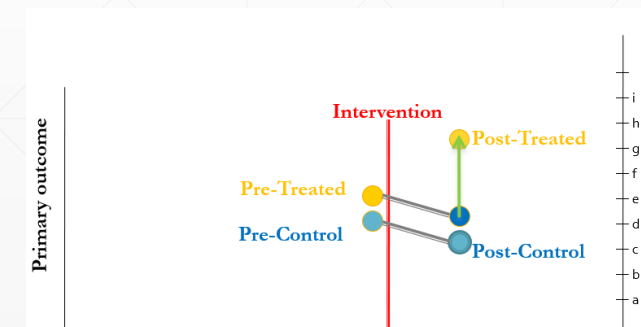 Primary outcome
Intervention
Post-Treated
Pre-Treated
Pre-Control
Post-Control
i
h
g
f
e
d
c
b
a